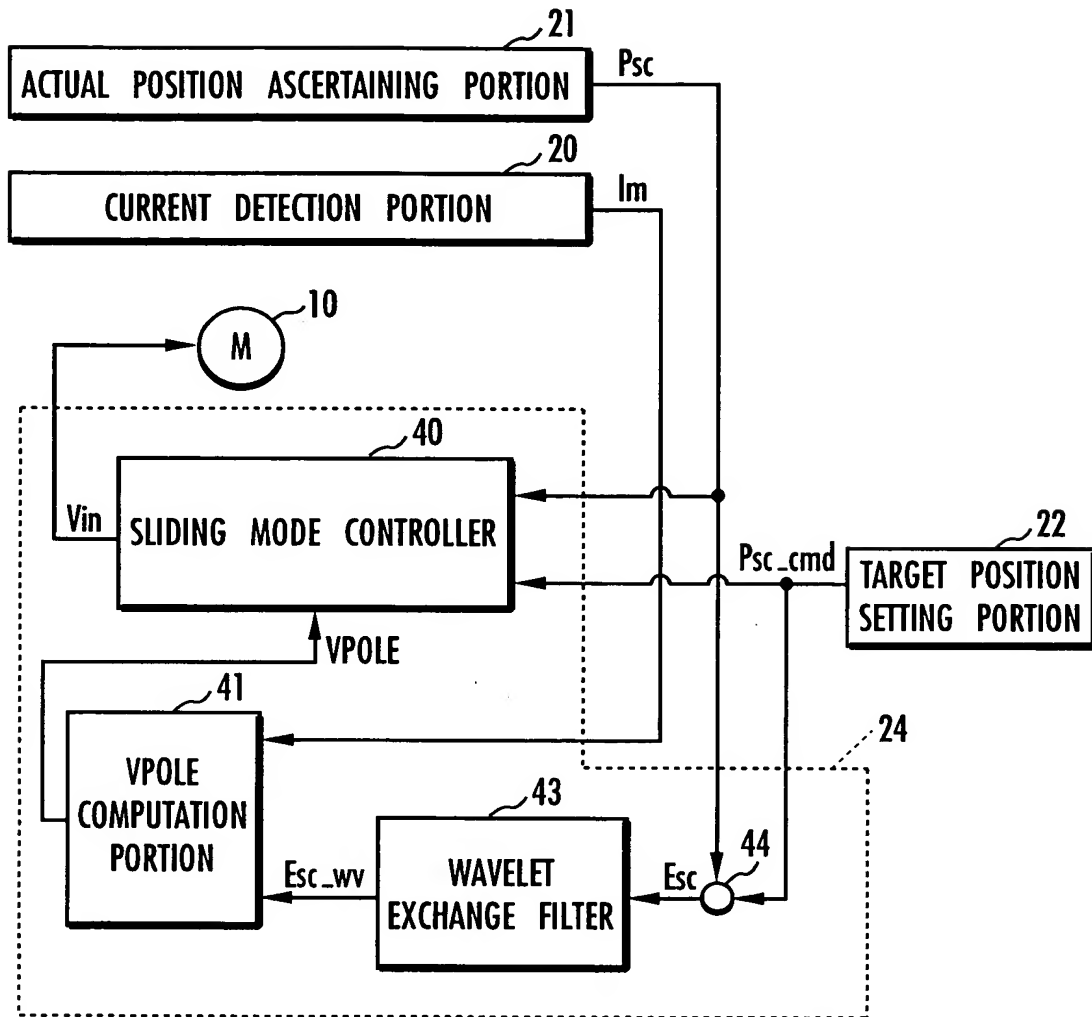 21
ACTUAL POSITION ASCERTAINING PORTION
Psc
20
CURRENT DETECTION PORTION
Im
10
M
40
SLIDING MODE CONTROLLER
Vin
22
Psc_cmd
TARGET POSITION
SETTING PORTION
VPOLE
41
VPOLE
COMPUTATION
PORTION
24
43
WAVELET
EXCHANGE FILTER
Esc_wv
Esc
44